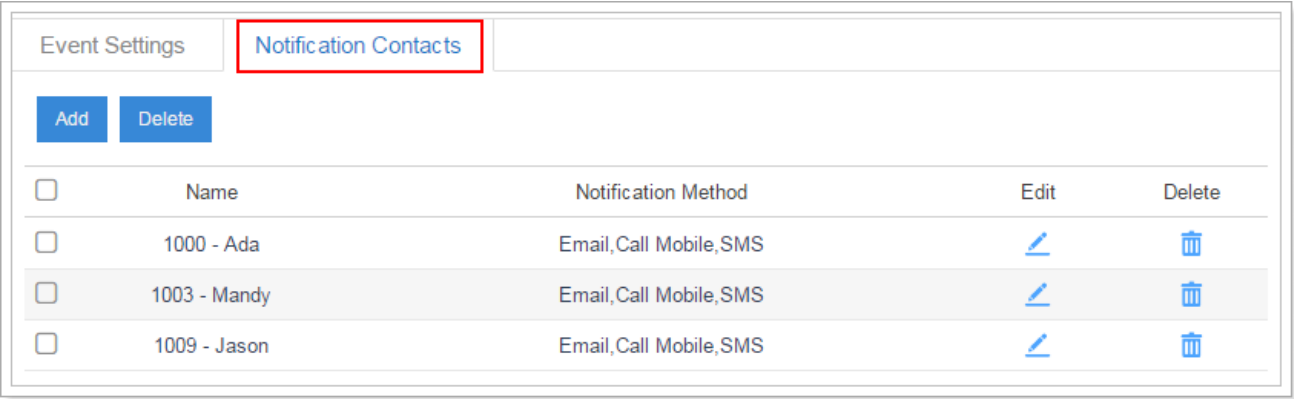 Event Settings Notification Contacts
Add Delete
Name Notification Method Edit Delete
1000 - Ada Email,Call Mobile,SMS
1003 - Mandy Email,Call Mobile,SMS
1009 - Jason Email,Call Mobile,SMS